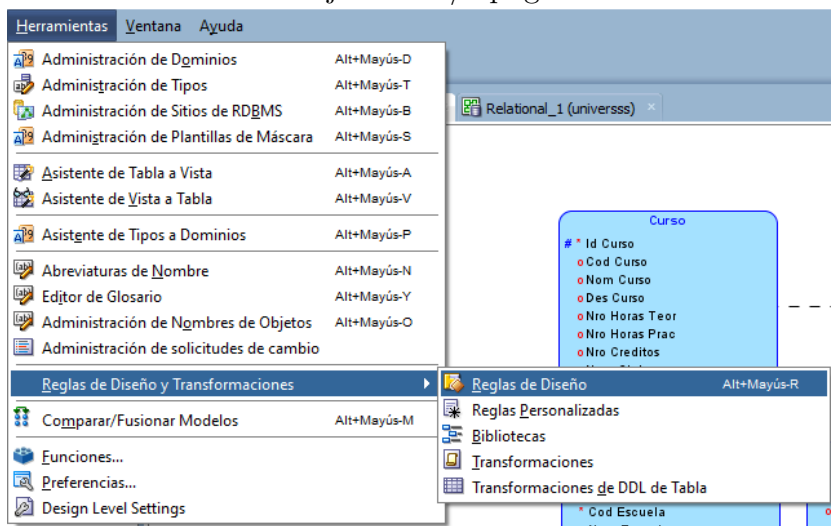 Herramientas Ventana Ayuda
Administración de Dominios Alt+Mayús-D
Administración de Tipos Alt+Mayús-T
Administración de Sitios de RDBMS Alt+Mayús-B
Administración de Plantillas de Máscara Alt+Mayús-S
Asistente de Tabla a Vista Alt+Mayús-A
Asistente de Vista a Tabla Alt+Mayús-V
Asistente de Tipos a Dominios Alt+Mayús-P
Abreviaturas de Nombre Alt+Mayús-N
Editor de Glosario Alt+Mayús-Y
Administración de Nombres de Objetos Alt+Mayús-O
Administración de solicitudes de cambio
Reglas de Diseño y Transformaciones
Comparar/Fusionar Modelos Alt+Mayús-M
Funciones...
Preferencias...
Design Level Settings
Relational_1 (universss)
Curso
# * Id Curso
o Cod Curso
o Nom Curso
o Des Curso
o Nro Horas Teor
o Nro Horas Prac
o Nro Creditos
Reglas de Diseño Alt+Mayús-R
Reglas Personalizadas
Bibliotecas
Transformaciones
Transformaciones de DDL de Tabla
* Cod Escuela